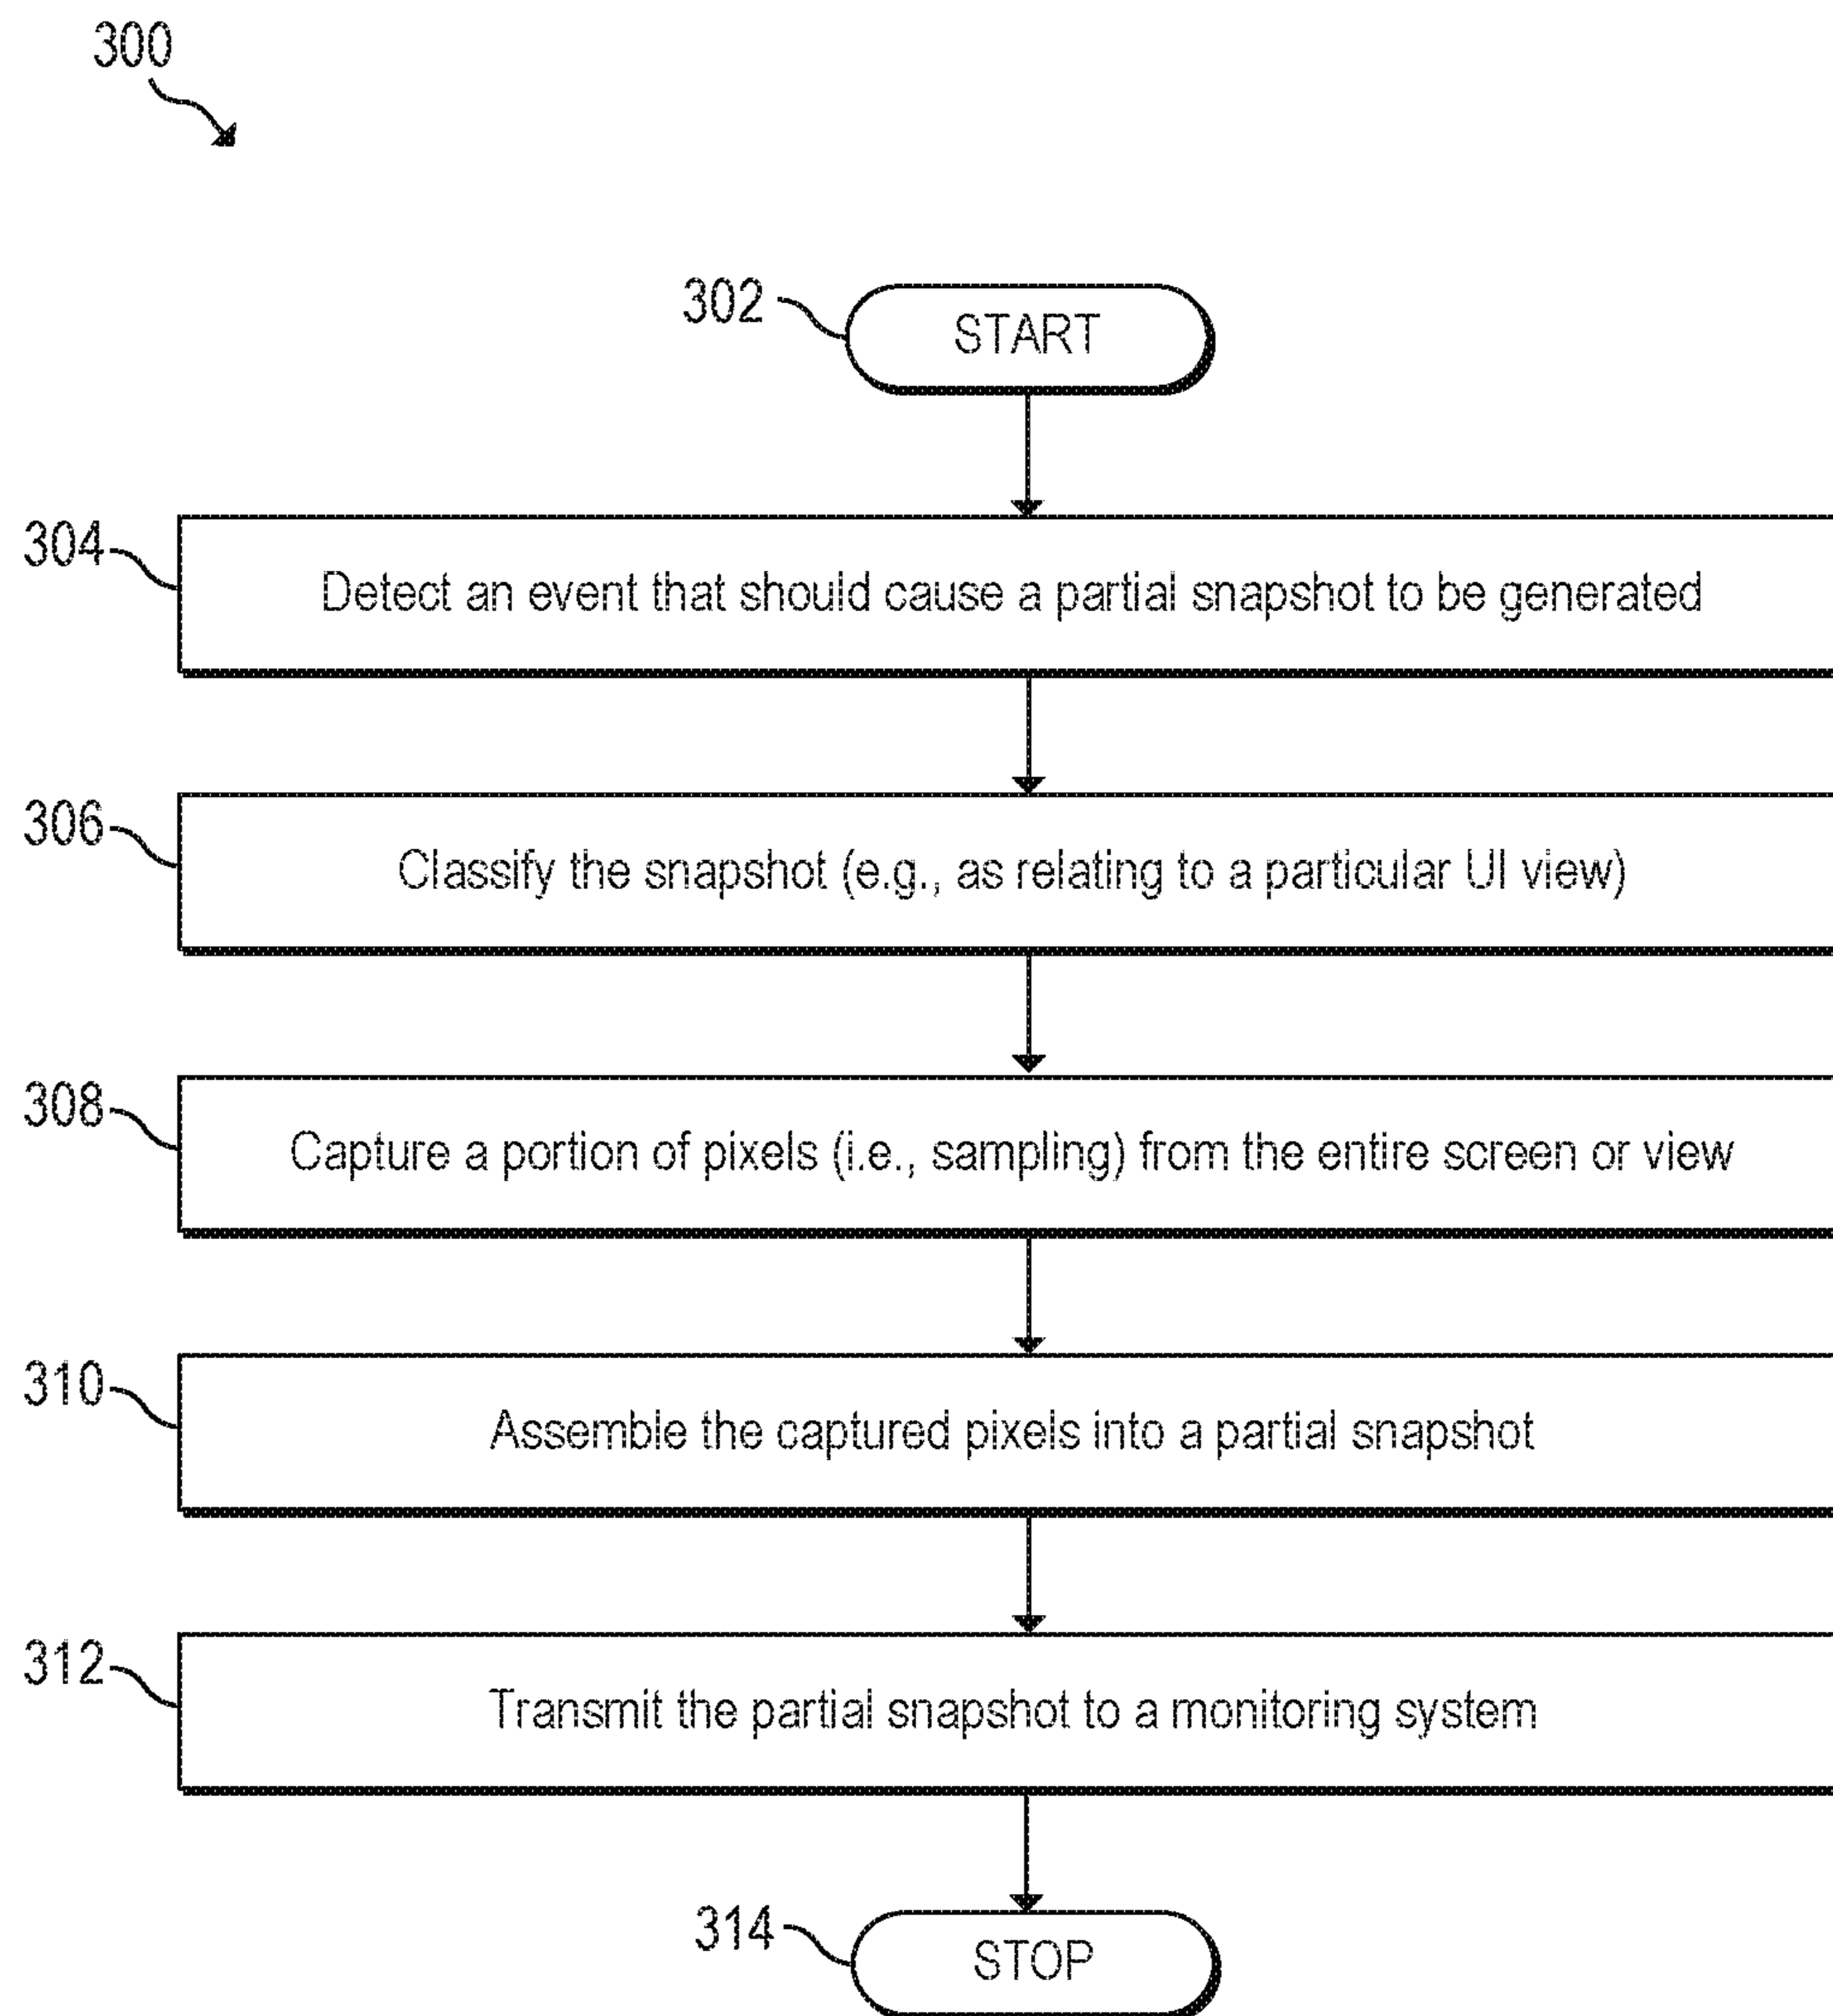 300
302
START
304
Detect an event that should cause a partial snapshot to be generated
306
Classify the snapshot (e.g., as relating to a particular UI view)
308
Capture a portion of pixels (i.e., sampling) from the entire screen or view
310
Assemble the captured pixels into a partial snapshot
312
Transmit the partial snapshot to a monitoring system
314
STOP